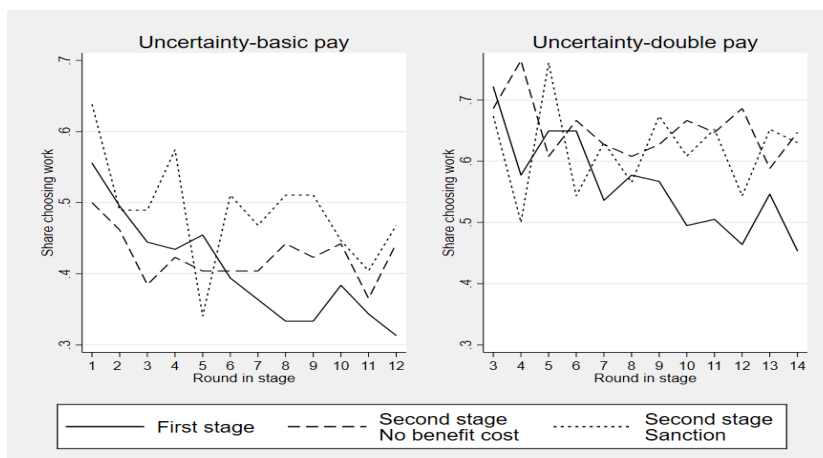 Uncertainty-basic pay
Share choosing work
.7
.6
.5
.4
.3
1 2 3 4 5 6 7 8 9 10 11 12
Round in stage
Uncertainty-double pay
Share choosing work
.7
.6
.5
.4
.3
3 4 5 6 7 8 9 10 11 12 13 14
Round in stage
First stage
Second stage
No benefit cost
Second stage
Sanction